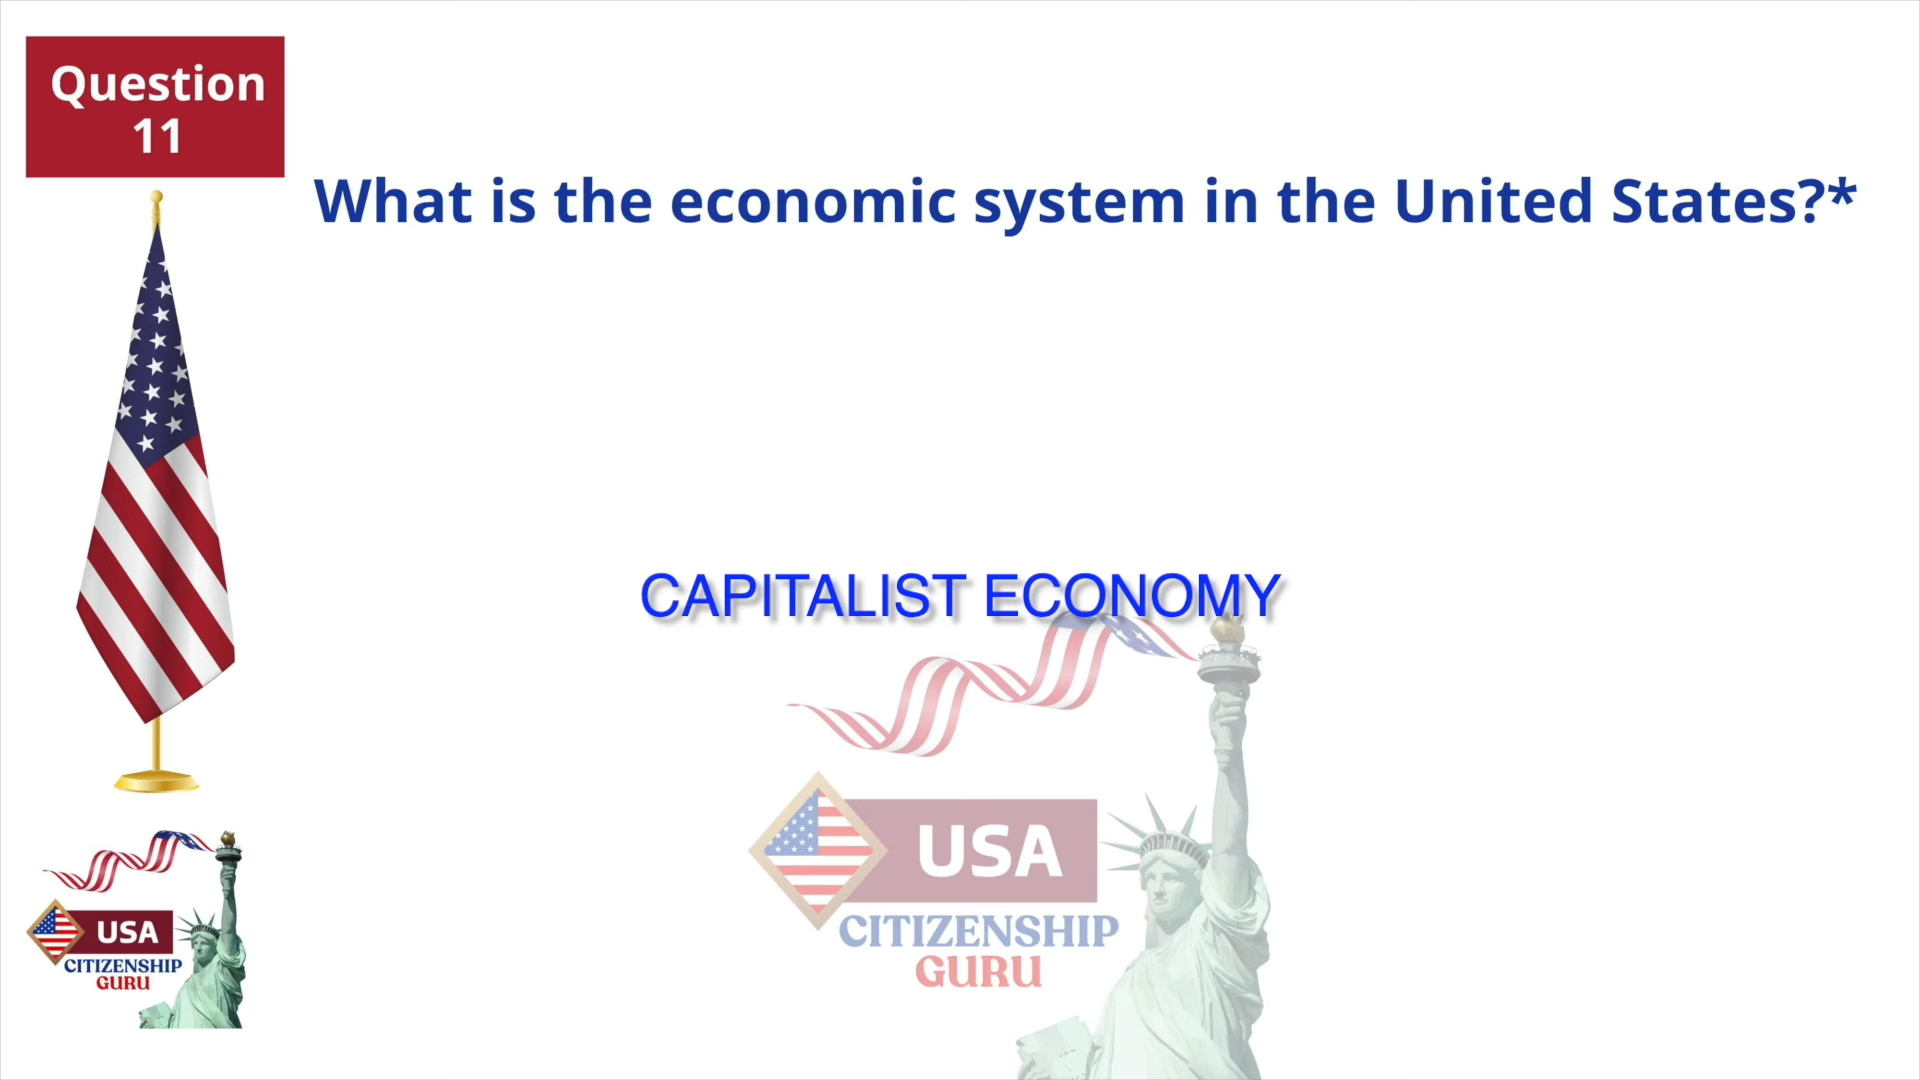 Question
11
What is the economic system in the United States?*
CAPITALIST ECONOMY
USA
CITIZENSHIP
GURU
USA
CITIZENSHIP
GURU